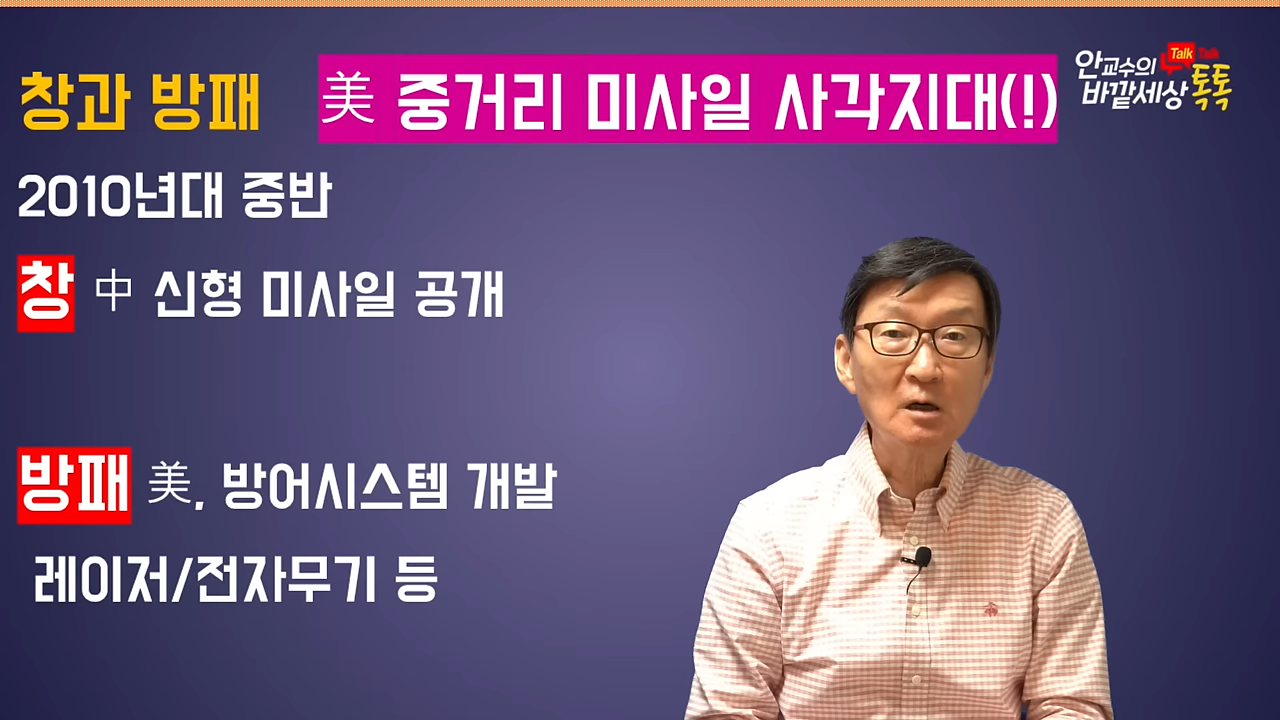 창과 방패 美 중거리 미사일 사각지대(!)
안교수의 Talk Talk
바깥세상 톡톡
2010년대 중반
창 中 신형 미사일 공개
방패 美, 방어시스템 개발
레이저/전자무기 등